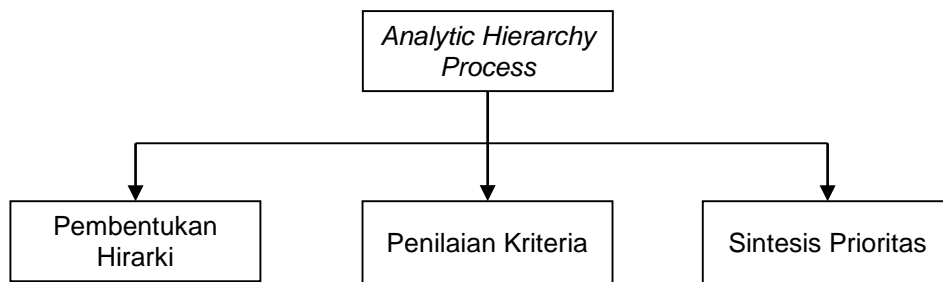 Analytic Hierarchy
Process
Pembentukan
Hirarki
Penilaian Kriteria
Sintesis Prioritas